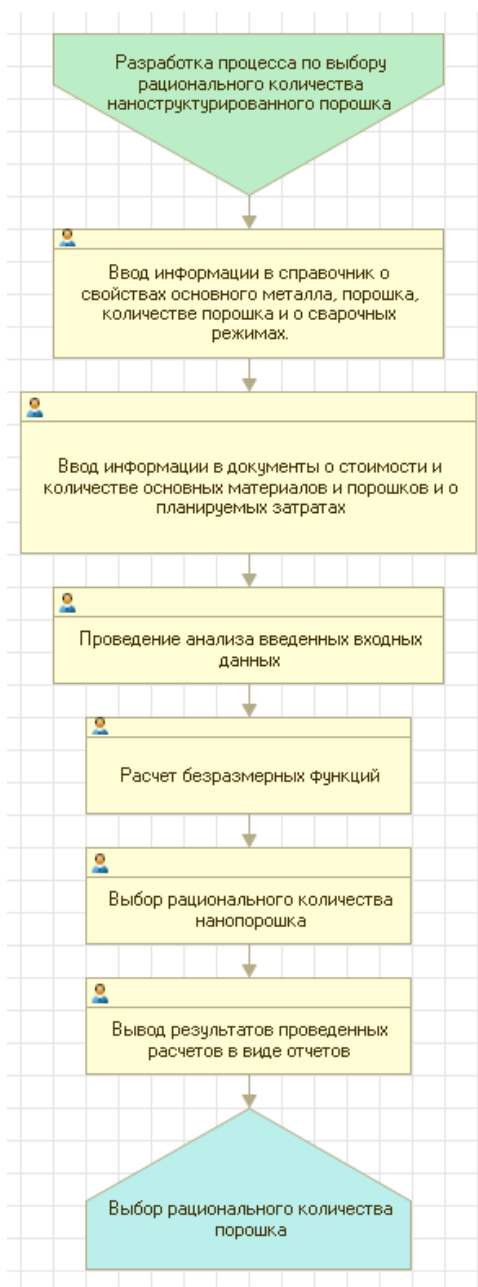 Разработка процесса по выбору
рационального количества
наноструктурированного порошка
Ввод информации в справочник о
свойствах основного металла, порошка,
количестве порошка и о сварочных
режимах.
Ввод информации в документы о стоимости и
количестве основных материалов и порошков и о
планируемых затратах
Проведение анализа введенных входных
данных
Расчет безразмерных функций
Выбор рационального количества
нанопорошка
Вывод результатов проведенных
расчетов в виде отчетов
Выбор рационального количества
порошка